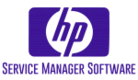 hp
SERVICE MANAGER SOFTWARE